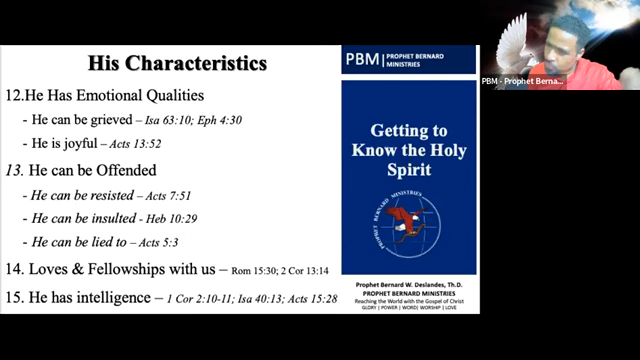 His Characteristics
12.He Has Emotional Qualities
- He can be grieved – Isa 63:10; Eph 4:30
- He is joyful – Acts 13:52
13. He can be Offended
- He can be resisted – Acts 7:51
- He can be insulted - Heb 10:29
- He can be lied to – Acts 5:3
14. Loves & Fellowships with us – Rom 15:30; 2 Cor 13:14
15. He has intelligence – 1 Cor 2:10-11; Isa 40:13; Acts 15:28
PBM | PROPHET BERNARD
MINISTRIES
Getting to
Know the Holy
Spirit
PROPHET BERNARD MINISTRIES
Prophet Bernard W. Deslandes, Th.D.
PROPHET BERNARD MINISTRIES
Reaching the World with the Gospel of Christ
GLORY | POWER | WORD| WORSHIP | LOVE
PBM - Prophet Berna...